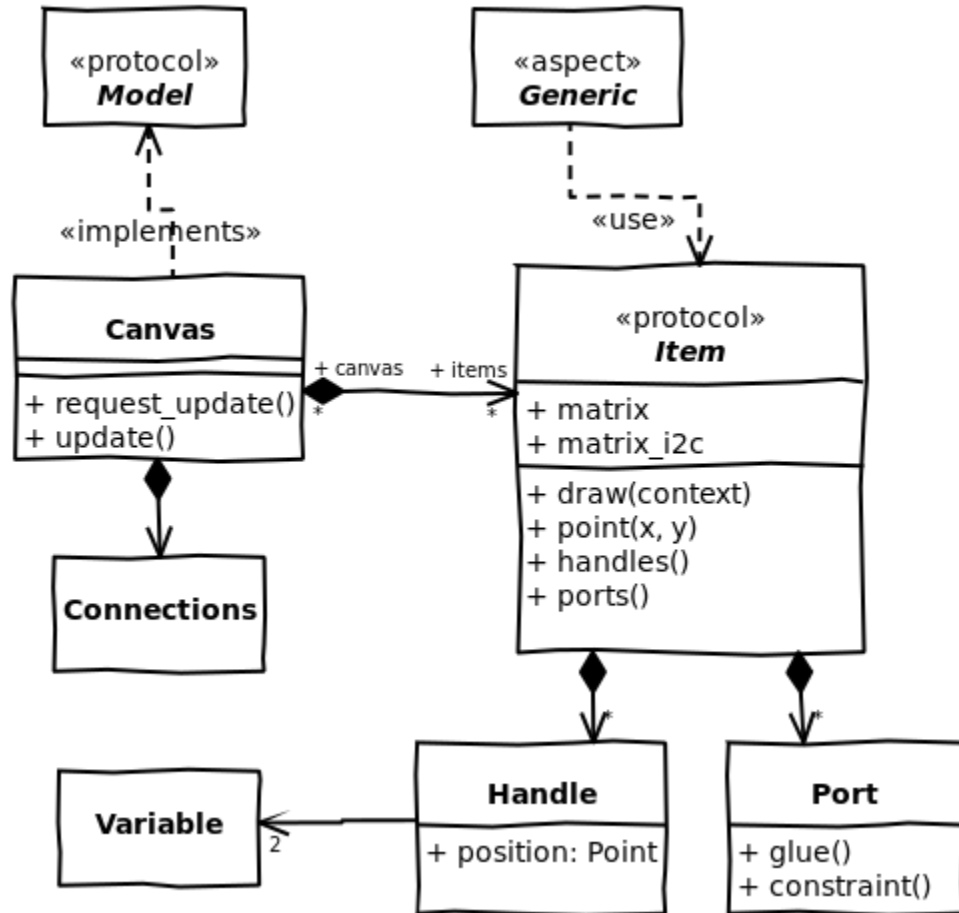 «protocol»
Model
«aspect»
Generic
«implements»
«use»
Canvas
+ request_update()
+ update()
+ canvas
+ items
*
*
«protocol»
Item
+ matrix
+ matrix_i2c
+ draw(context)
+ point(x, y)
+ handles()
+ ports()
Connections
*
*
Variable
2
Handle
+ position: Point
Port
+ glue()
+ constraint()